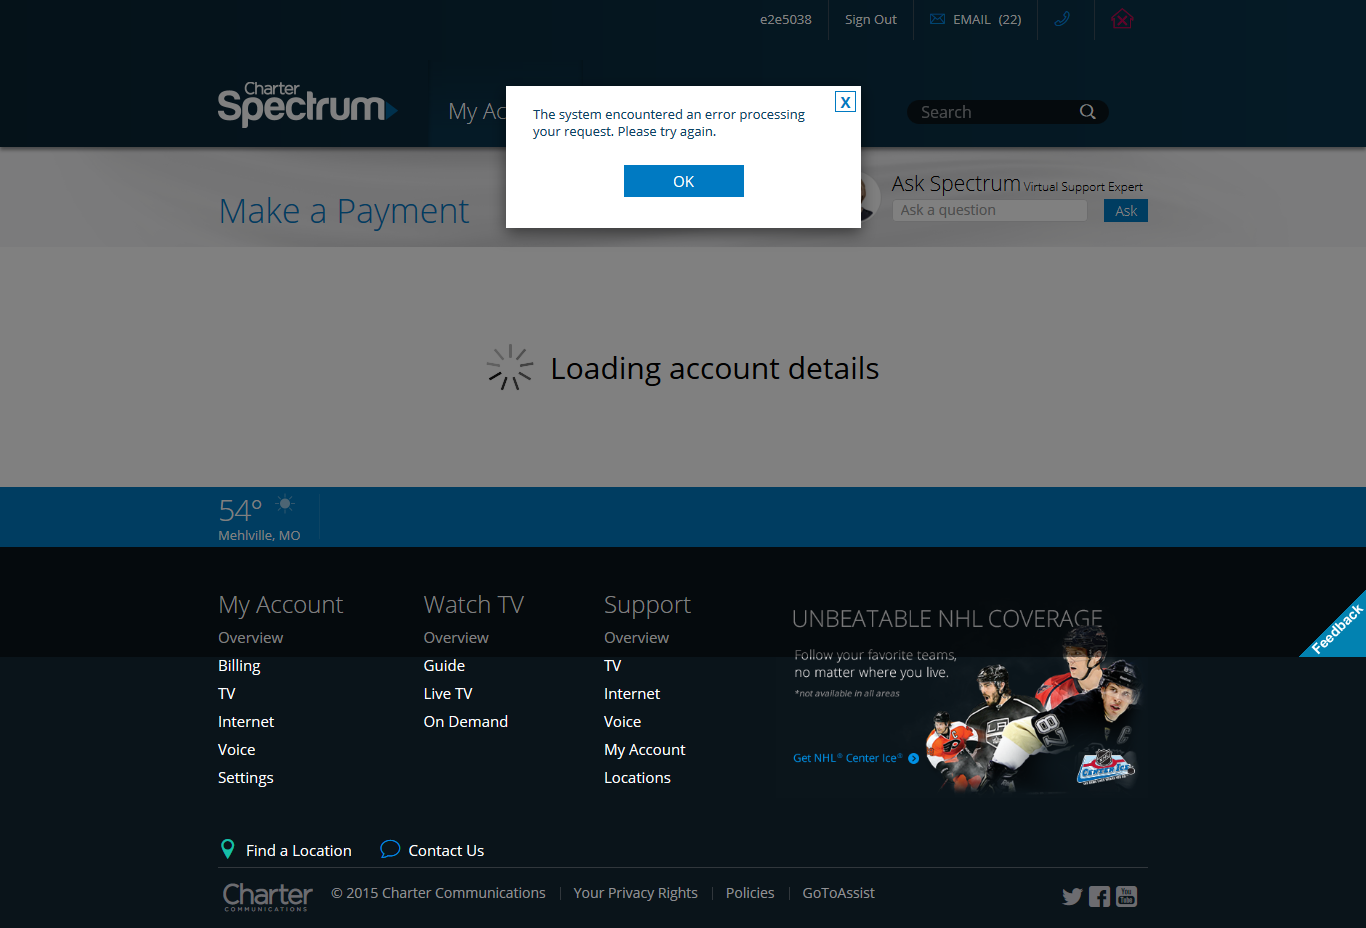 e2e5038
Sign Out
EMAIL (22)
Charter
Spectrum
My Ac
Search
X
The system encountered an error processing
your request. Please try again.
OK
Make a Payment
Ask Spectrum Virtual Support Expert
Ask a question
Ask
Loading account details
54°
Mehlville, MO
My Account
Overview
Billing
TV
Internet
Voice
Settings
Watch TV
Overview
Guide
Live TV
On Demand
Support
Overview
TV
Internet
Voice
My Account
Locations
UNBEATABLE NHL COVERAGE
Follow your favorite teams,
no matter where you live.
*not available in all areas
Get NHL® Center Ice®
87
CENTER ICE
Feedback
Find a Location
Contact Us
Charter
COMMUNICATIONS
© 2015 Charter Communications
Your Privacy Rights
Policies
GoToAssist
You
Tube